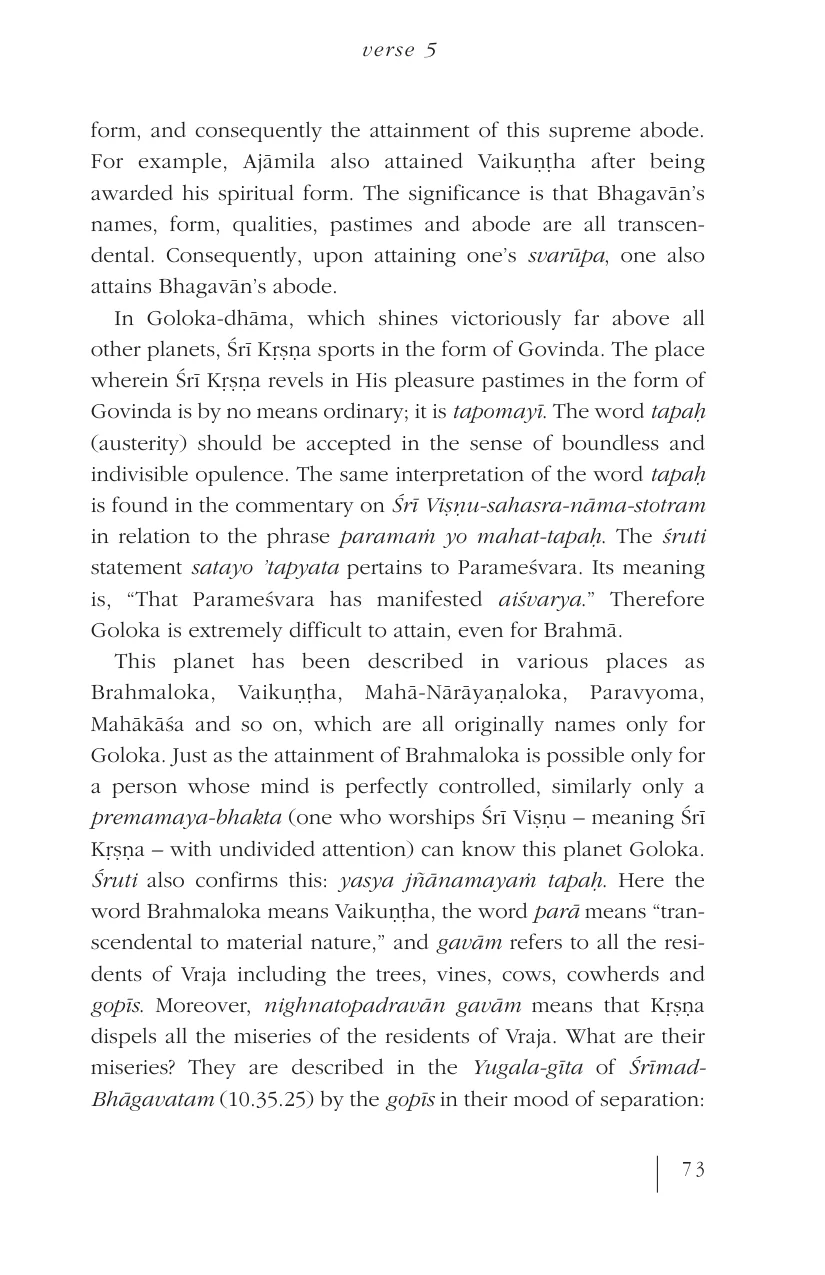 verse 5
form, and consequently the attainment of this supreme abode.
For example, Ajāmila also attained Vaikuṇṭha after being
awarded his spiritual form. The significance is that Bhagavān’s
names, form, qualities, pastimes and abode are all transcen-
dental. Consequently, upon attaining one’s svarūpa, one also
attains Bhagavān’s abode.
In Goloka-dhāma, which shines victoriously far above all
other planets, Śrī Kṛṣṇa sports in the form of Govinda. The place
wherein Śrī Kṛṣṇa revels in His pleasure pastimes in the form of
Govinda is by no means ordinary; it is tapomayī. The word tapaḥ
(austerity) should be accepted in the sense of boundless and
indivisible opulence. The same interpretation of the word tapaḥ
is found in the commentary on Śrī Viṣṇu-sahasra-nāma-stotram
in relation to the phrase paramaṁ yo mahat-tapaḥ. The śruti
statement satayo ’tapyata pertains to Parameśvara. Its meaning
is, “That Parameśvara has manifested aiśvarya.” Therefore
Goloka is extremely difficult to attain, even for Brahmā.
This planet has been described in various places as
Brahmaloka, Vaikuṇṭha, Mahā-Nārāyaṇaloka, Paravyoma,
Mahākāśa and so on, which are all originally names only for
Goloka. Just as the attainment of Brahmaloka is possible only for
a person whose mind is perfectly controlled, similarly only a
premamaya-bhakta (one who worships Śrī Viṣṇu – meaning Śrī
Kṛṣṇa – with undivided attention) can know this planet Goloka.
Śruti also confirms this: yasya jñānamayaṁ tapaḥ. Here the
word Brahmaloka means Vaikuṇṭha, the word parā means “tran-
scendental to material nature,” and gavām refers to all the resi-
dents of Vraja including the trees, vines, cows, cowherds and
gopīs. Moreover, nighnatopadravān gavām means that Kṛṣṇa
dispels all the miseries of the residents of Vraja. What are their
miseries? They are described in the Yugala-gīta of Śrīmad-
Bhāgavatam (10.35.25) by the gopīs in their mood of separation:
73